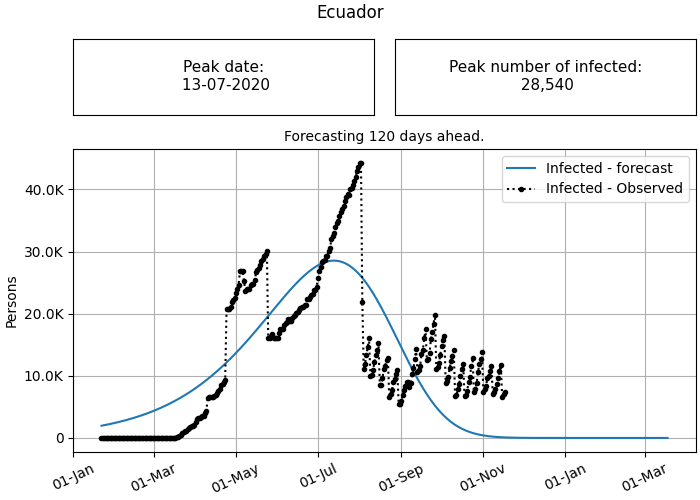 Ecuador
Peak date:
13-07-2020
Peak number of infected:
28,540
Forecasting 120 days ahead.
Infected - forecast
Infected - Observed
Persons
40.0K
30.0K
20.0K
10.0K
0
01-Jan
01-Mar
01-May
01-Jul
01-Sep
01-Nov
01-Jan
01-Mar